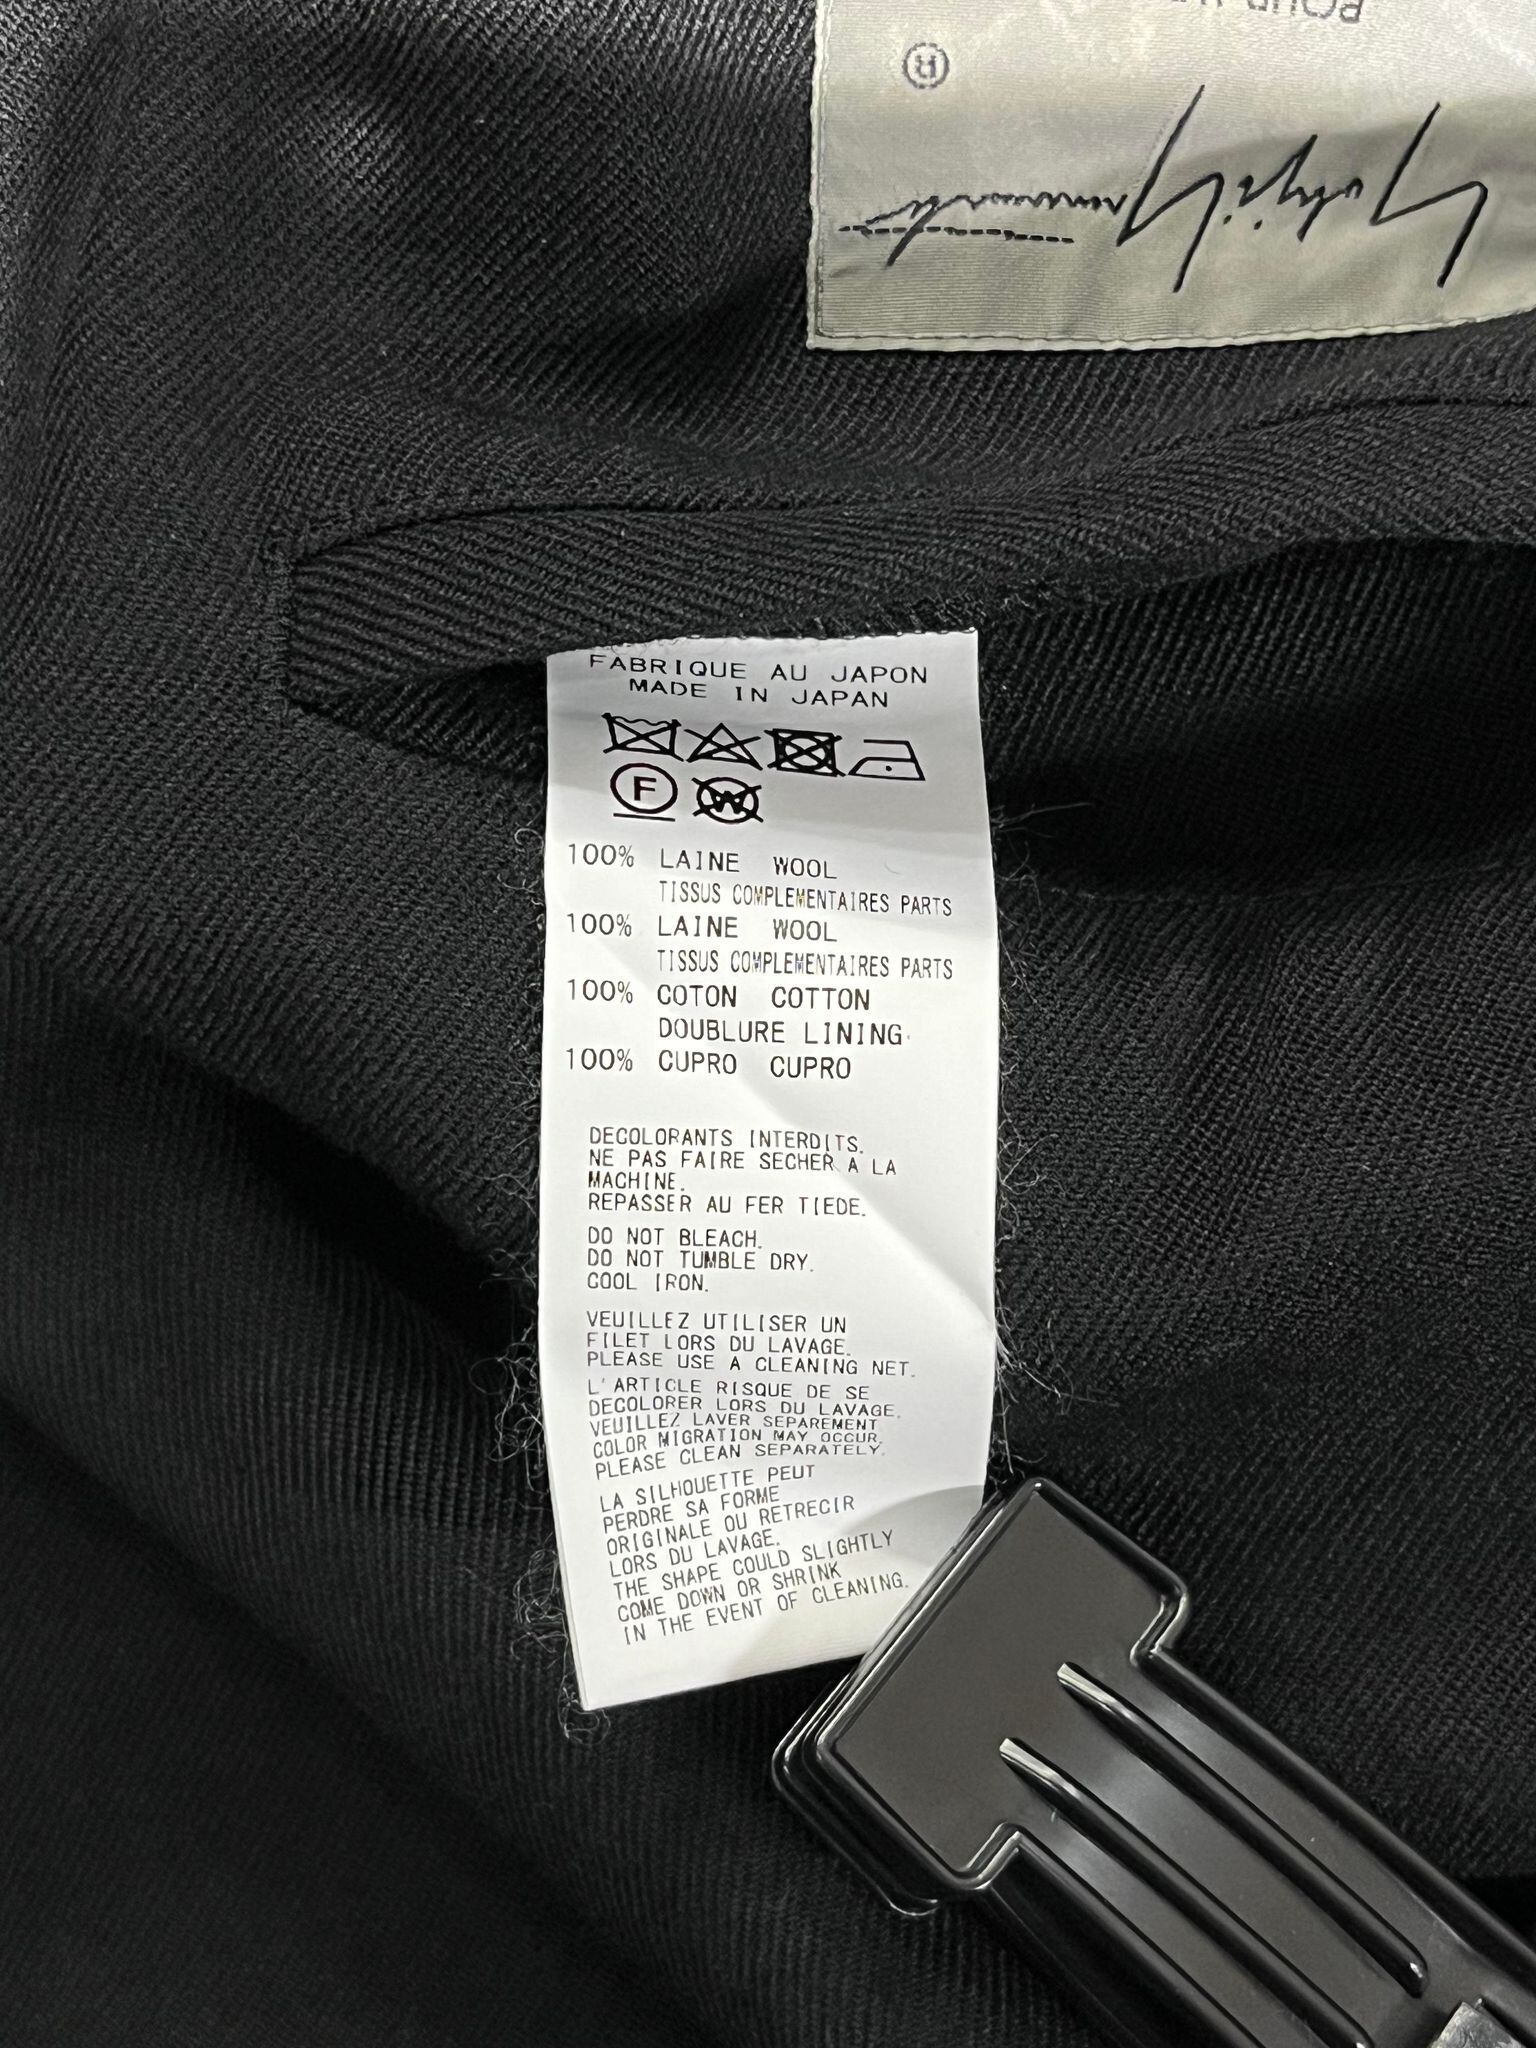 POUR
®
Yohji Yamamoto
FABRIQUE AU JAPON
MADE IN JAPAN
F
W
100% LAINE WOOL
TISSUS COMPLEMENTAIRES PARTS
100% LAINE WOOL
TISSUS COMPLEMENTAIRES PARTS
100% COTON COTTON
DOUBLURE LINING
100% CUPRO CUPRO
DECOLORANTS INTERDITS.
NE PAS FAIRE SECHER A LA
MACHINE.
REPASSER AU FER TIEDE.
DO NOT BLEACH.
DO NOT TUMBLE DRY.
COOL IRON.
VEUILLEZ UTILISER UN
FILET LORS DU LAVAGE.
PLEASE USE A CLEANING NET.
L'ARTICLE RISQUE DE SE
DECOLORER LORS DU LAVAGE.
VEUILLEZ LAVER SEPAREMENT
COLOR MIGRATION MAY OCCUR.
PLEASE CLEAN SEPARATELY.
LA SILHOUETTE PEUT
PERDRE SA FORME
ORIGINALE OU RETRECIR
LORS DU LAVAGE.
THE SHAPE COULD SLIGHTLY
COME DOWN OR SHRINK
IN THE EVENT OF CLEANING.